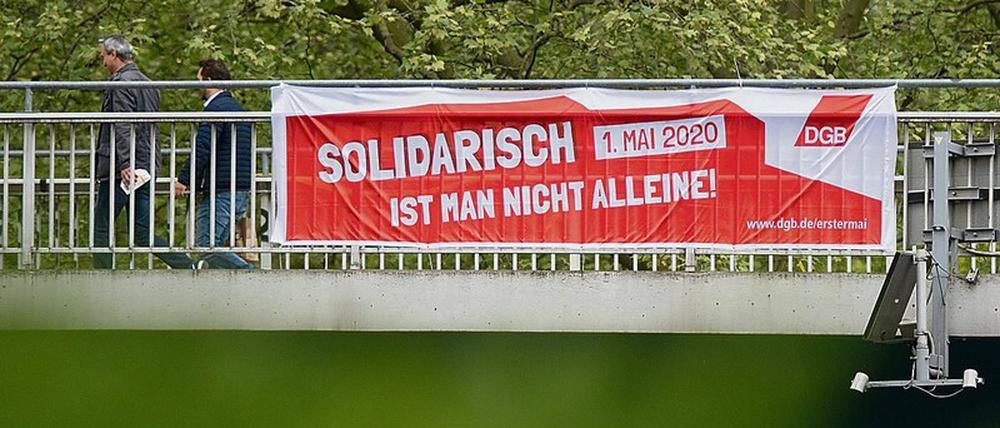 SOLIDARISCH 1. MAI 2020
IST MAN NICHT ALLEINE!
DGB
www.dgb.de/erstermai